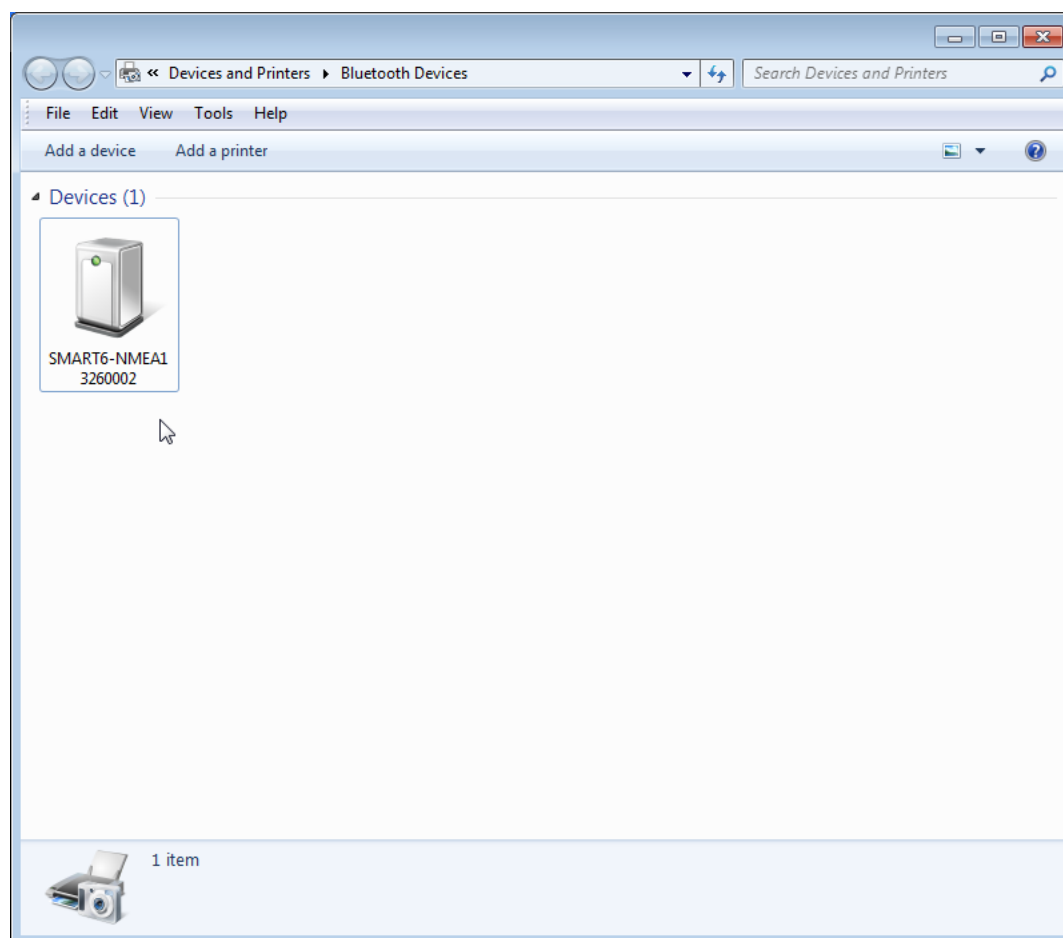 « Devices and Printers ▸ Bluetooth Devices
Search Devices and Printers
File Edit View Tools Help
Add a device Add a printer
Devices (1)
SMART6-NMEA1
3260002
1 item